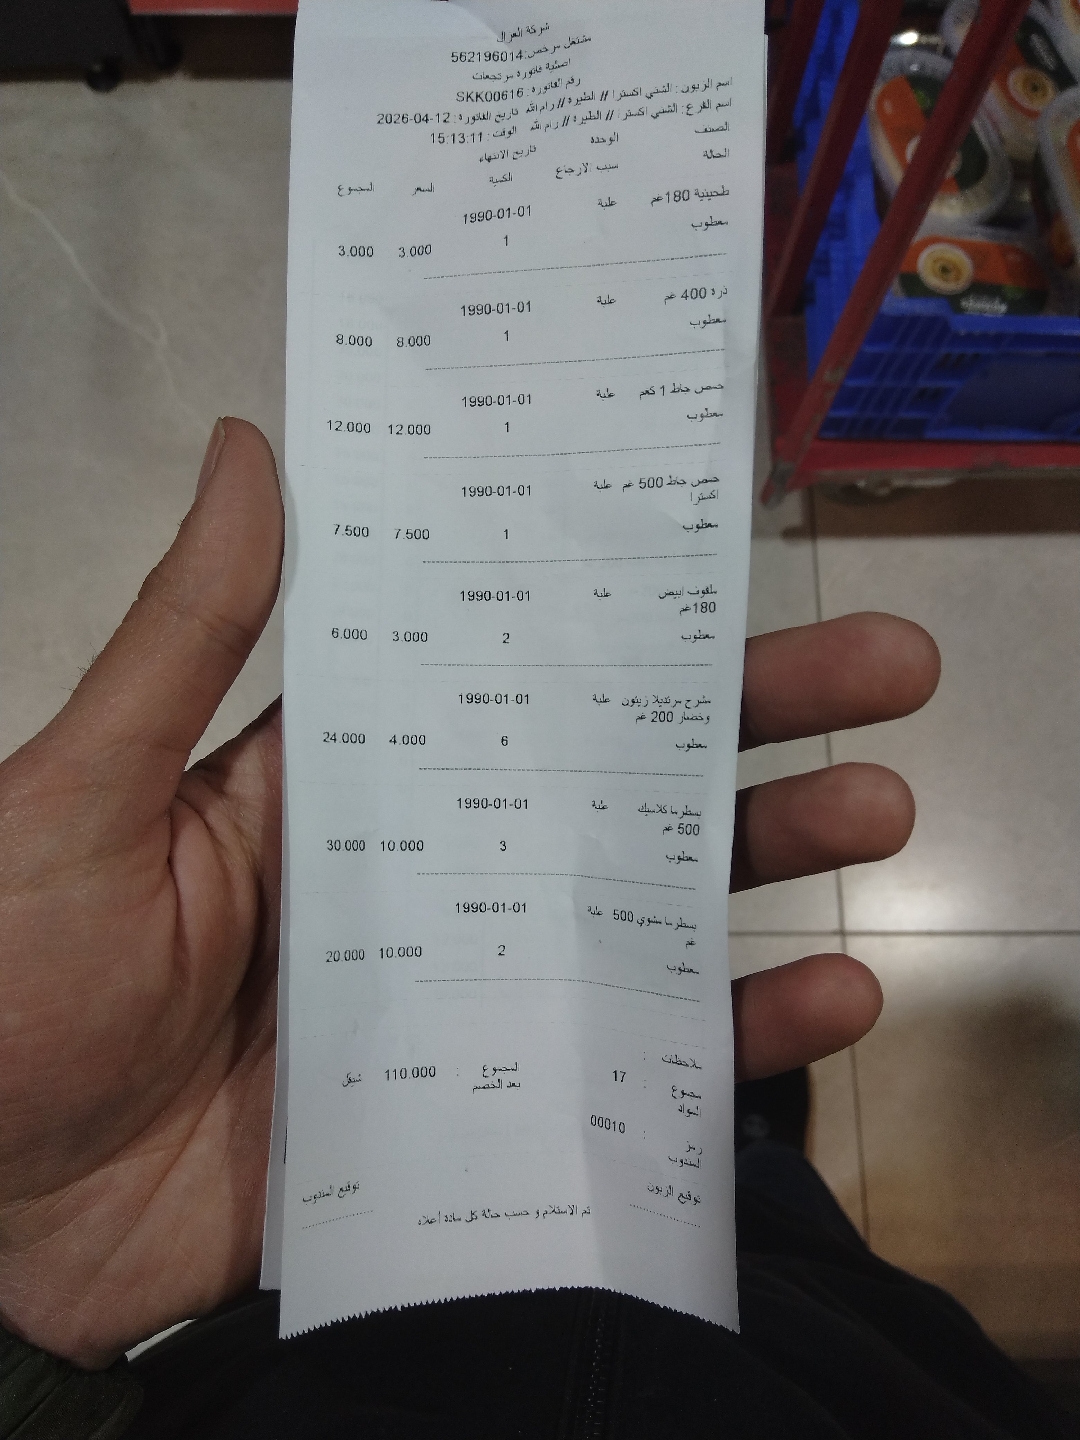 شركة الغزال
مشتغل مرخص:562196014
اصلية فاتورة مرتجعات
رقم الفاتورة : SKK00616
اسم الزبون : الشني اكسترا // الطيرة // رام الله تاريخ الفاتورة : 2026-04-12
اسم الفرع : الشني اكسترا // الطيرة // رام الله الوقت : 15:13:11
الصنف الوحدة تاريخ الانتهاء
الحالة سبب الارجاع الكمية السعر المجموع
طحينية 180غم علبة 1990-01-01
معطوب 1 3.000 3.000
ذرة 400 غم علبة 1990-01-01
معطوب 1 8.000 8.000
حمص جاط 1 كغم علبة 1990-01-01
معطوب 1 12.000 12.000
حمص جاط 500 غم علبة 1990-01-01
اكسترا
معطوب 1 7.500 7.500
ملفوف ابيض علبة 1990-01-01
180غم
معطوب 2 3.000 6.000
مشرح مرتديلا زيتون علبة 1990-01-01
وخضار 200 غم
معطوب 6 4.000 24.000
بسطرما كلاسيك علبة 1990-01-01
500 غم
معطوب 3 10.000 30.000
بسطرما مشوي 500 علبة 1990-01-01
غم
معطوب 2 10.000 20.000
ملاحظات :
مجموع : 17 المجموع : 110.000 شيقل
المواد بعد الخصم
رمز : 00010
المندوب
توقيع الزبون توقيع المندوب
تم الاستلام و حسب حالة كل مادة أعلاه